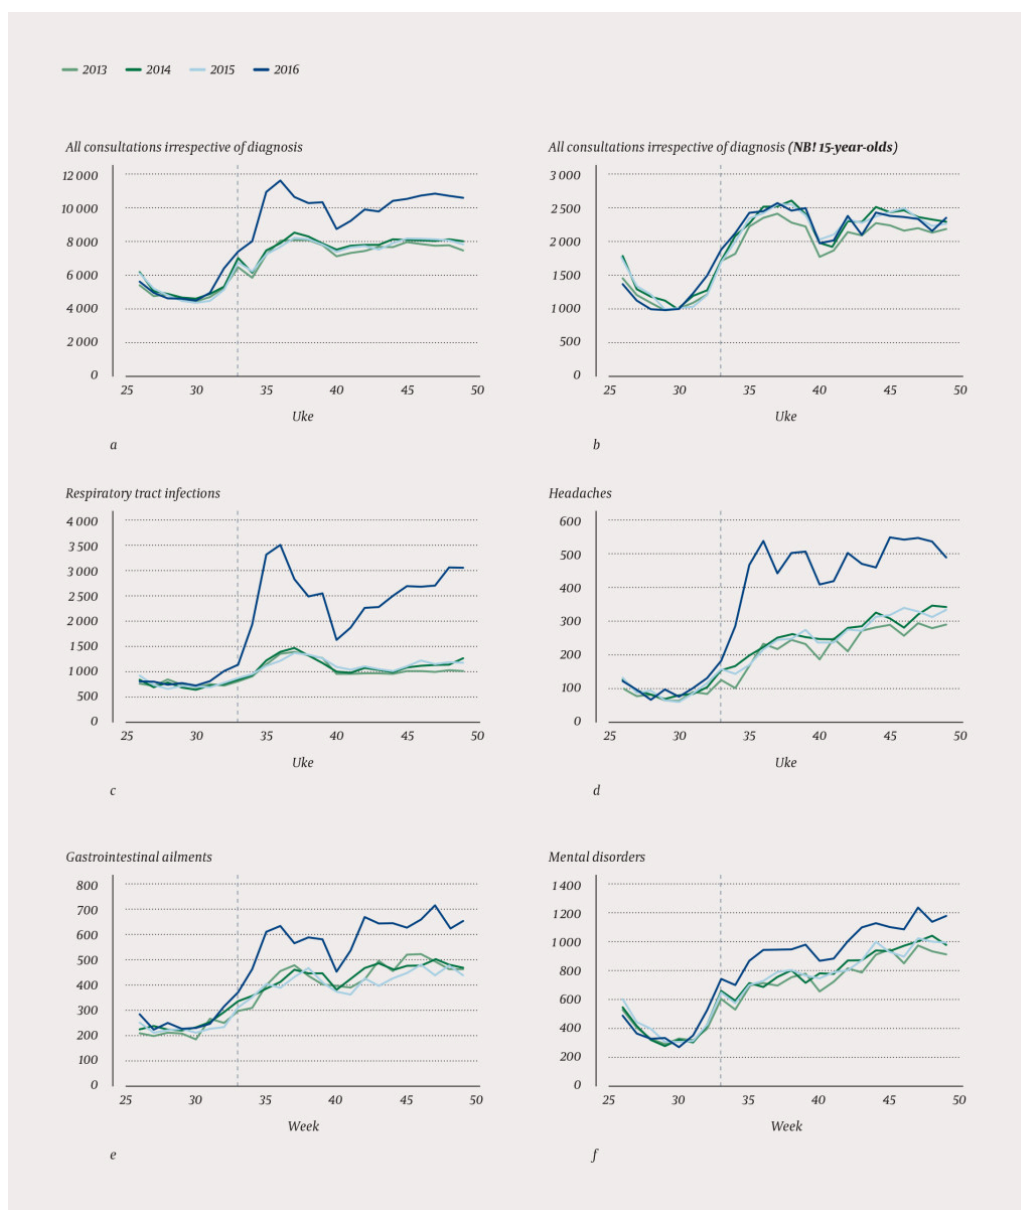 2013 2014 2015 2016
All consultations irrespective of diagnosis
12 000
10 000
8 000
6 000
4 000
2 000
0
25 30 35 40 45 50
Uke
a
All consultations irrespective of diagnosis (NB! 15-year-olds)
3 000
2 500
2 000
1 500
1 000
500
0
25 30 35 40 45 50
Uke
b
Respiratory tract infections
4 000
3 500
3 000
2 500
2 000
1 500
1 000
500
0
25 30 35 40 45 50
Uke
c
Headaches
600
500
400
300
200
100
0
25 30 35 40 45 50
Uke
d
Gastrointestinal ailments
800
700
600
500
400
300
200
100
0
25 30 35 40 45 50
Week
e
Mental disorders
1 400
1 200
1 000
800
600
400
200
0
25 30 35 40 45 50
Week
f